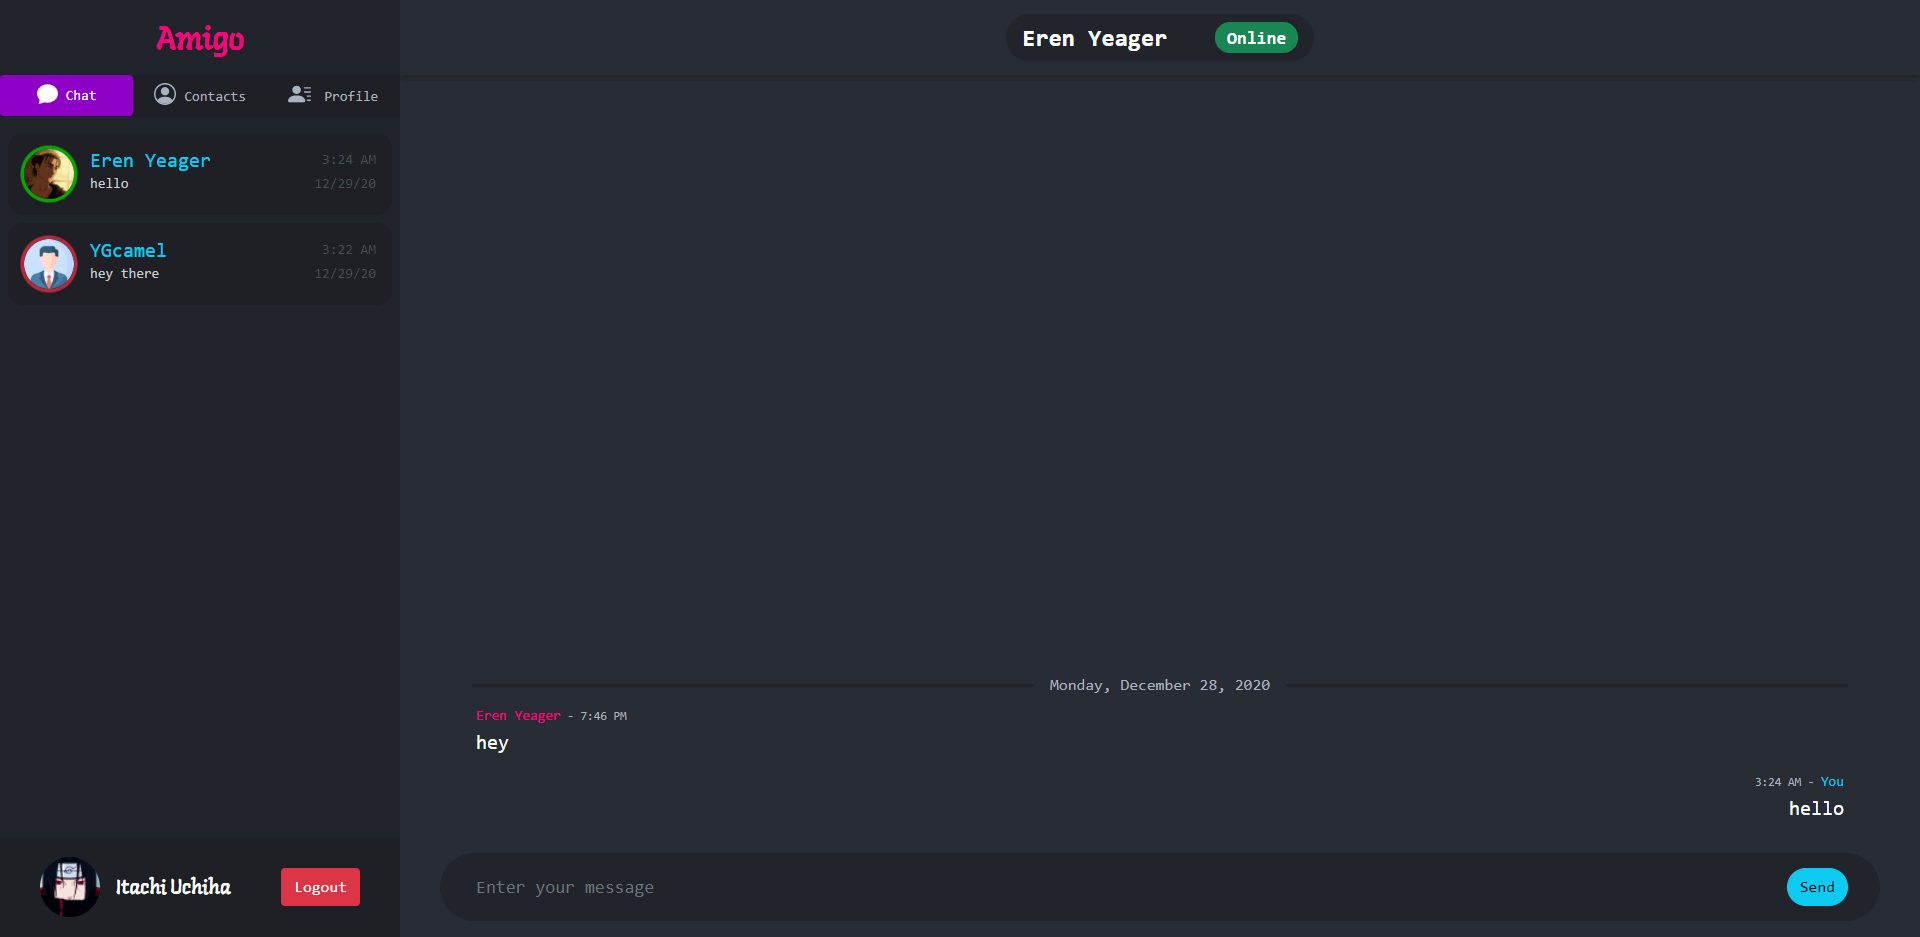 Amigo
Chat Contacts Profile
Eren Yeager 3:24 AM
hello 12/29/20
YGcamel 3:22 AM
hey there 12/29/20
Itachi Uchiha Logout
Eren Yeager Online
Monday, December 28, 2020
Eren Yeager - 7:46 PM
hey
3:24 AM - You
hello
Enter your message Send